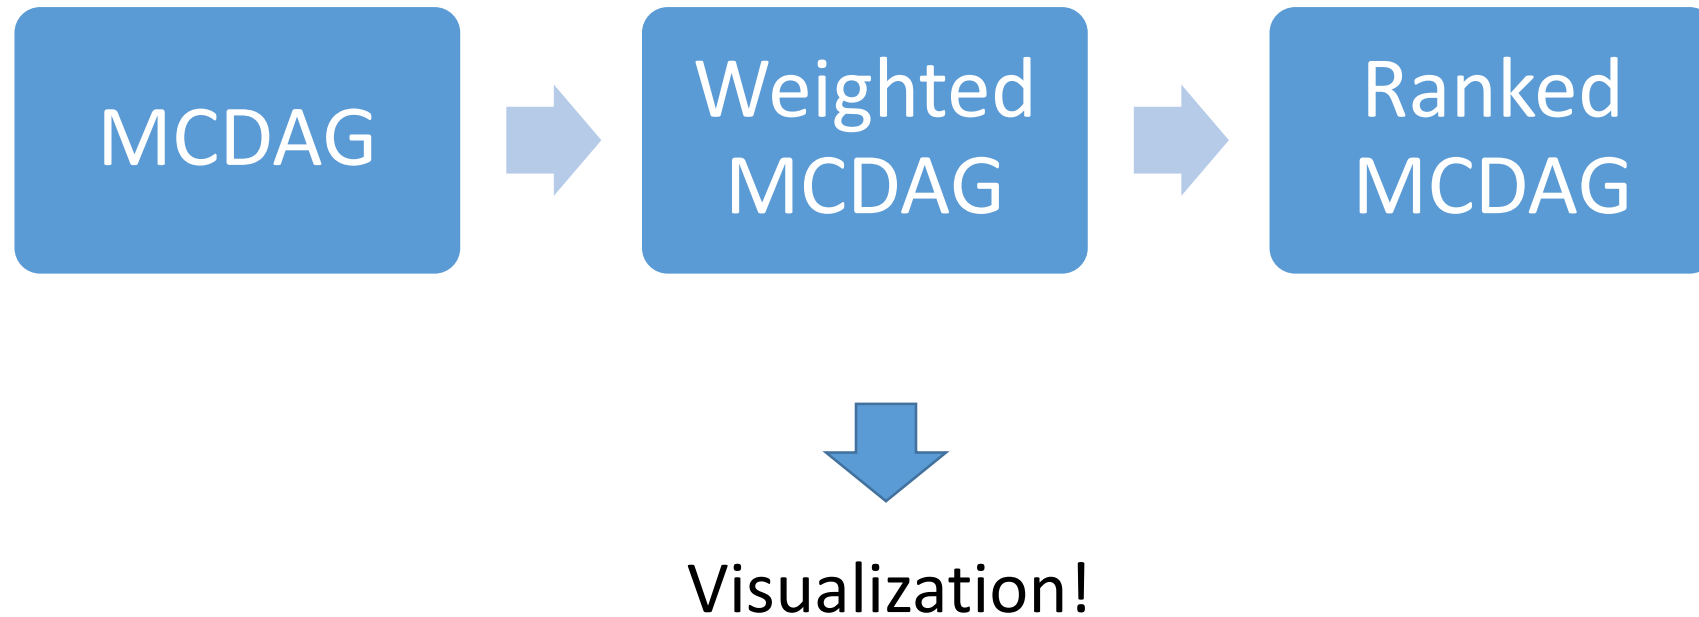 MCDAG
Weighted
MCDAG
Ranked
MCDAG
Visualization!